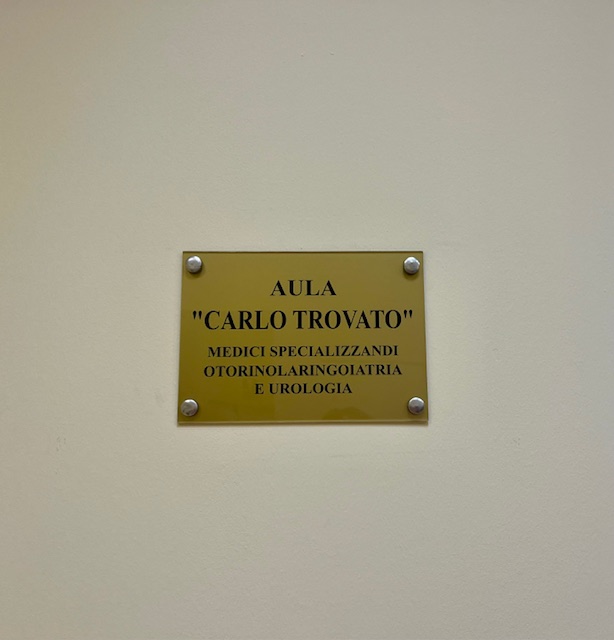 AULA
"CARLO TROVATO"
MEDICI SPECIALIZZANDI
OTORINOLARINGOIATRIA
E UROLOGIA